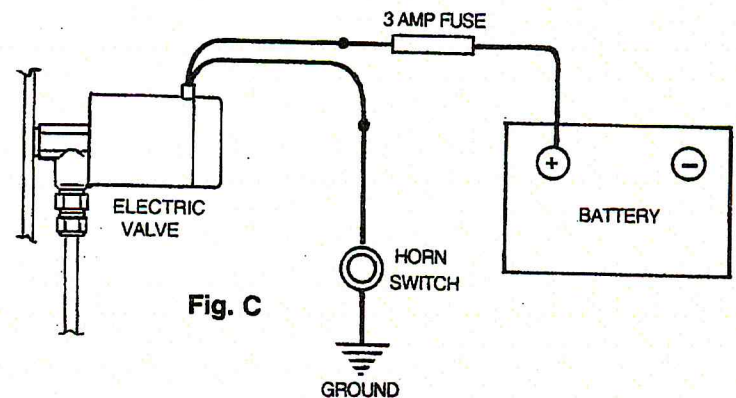 3 AMP FUSE
+
−
BATTERY
ELECTRIC
VALVE
HORN
SWITCH
Fig. C
GROUND